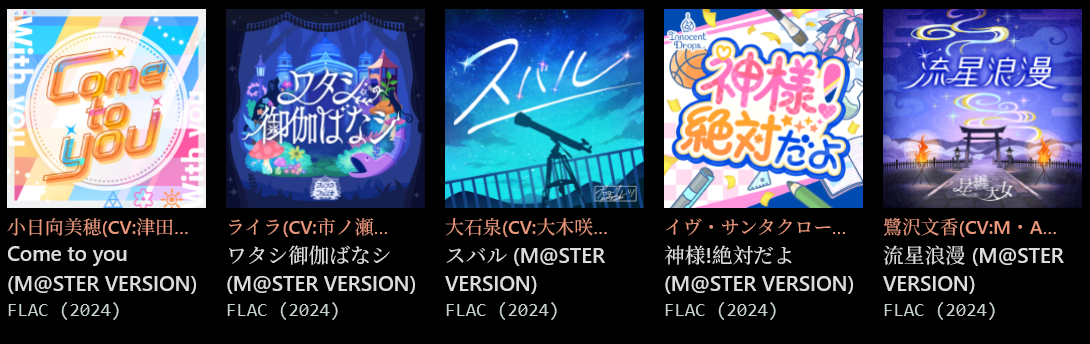 With you
Come
to
you
With you
ワタシ
御伽ばなシ
スバル
Innocent
Drops
神様!
絶対だよ
流星浪漫
星纏天女
小日向美穂(CV:津田...
Come to you
(M@STER VERSION)
FLAC (2024)
ライラ(CV:市ノ瀬...
ワタシ御伽ばなシ
(M@STER VERSION)
FLAC (2024)
大石泉(CV:大木咲...
スバル (M@STER
VERSION)
FLAC (2024)
イヴ・サンタクロー...
神様!絶対だよ
(M@STER VERSION)
FLAC (2024)
鷺沢文香(CV:M・A...
流星浪漫 (M@STER
VERSION)
FLAC (2024)